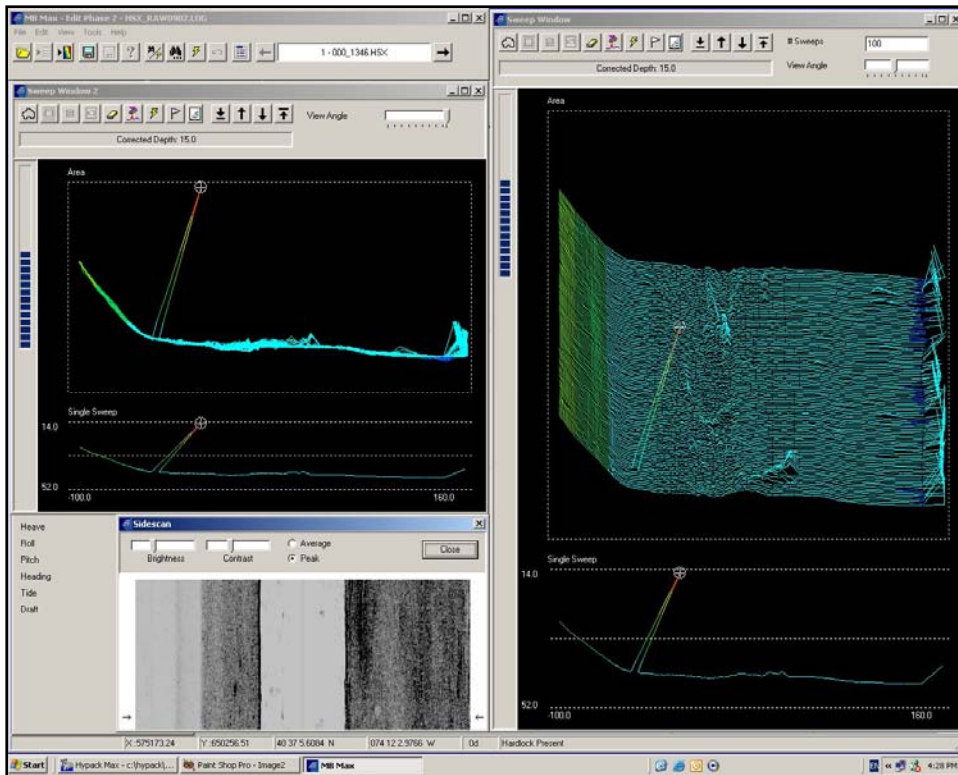 MB Max - Edit Phase 2 - HSX_RAW0902.LOG
File Edit View Tools Help
1 - 000_1346.HSX
Sweep Window 2
View Angle
Corrected Depth: 15.0
Area
Single Sweep
14.0
52.0
-100.0
160.0
Heave
Roll
Pitch
Heading
Tide
Draft
Sidescan
Brightness
Contrast
Average
Peak
Close
Sweep Window
# Sweeps
100
Corrected Depth: 15.0
View Angle
Area
Single Sweep
14.0
52.0
-100.0
160.0
X:575173.24
Y:650256.51
40 37 5.6084 N
074 12 2.9766 W
0d
Hardlock Present
Start
Hypack Max - c:\hypack\...
Paint Shop Pro - Image2
MB Max
EN
4:28 PM